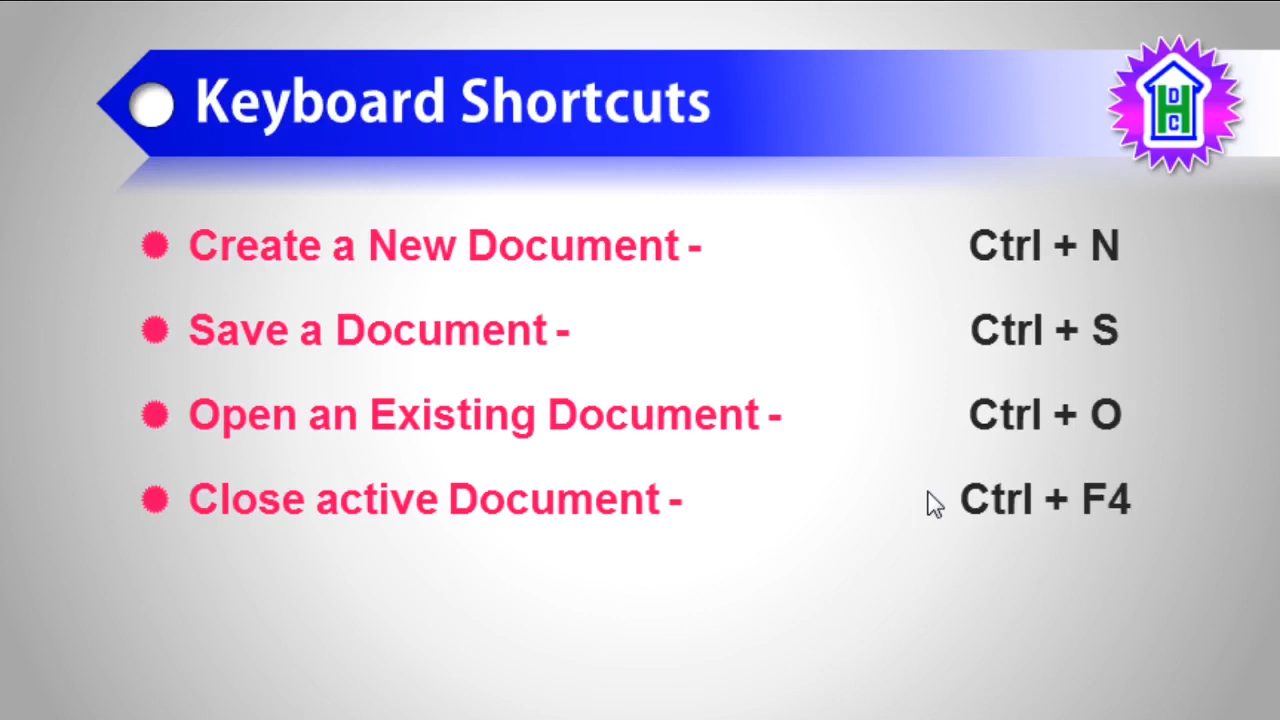 Keyboard Shortcuts
DHC
Create a New Document - Ctrl + N
Save a Document - Ctrl + S
Open an Existing Document - Ctrl + O
Close active Document - Ctrl + F4